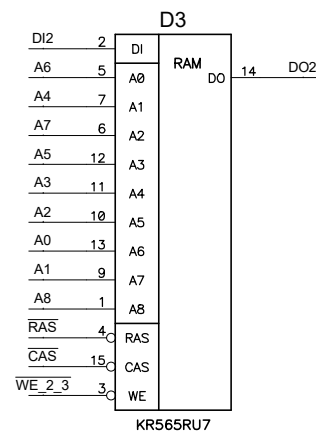 D3
DI2 2 DI RAM
A6 5 A0 DO 14 DO2
A4 7 A1
A7 6 A2
A5 12 A3
A3 11 A4
A2 10 A5
A0 13 A6
A1 9 A7
A8 1 A8
RAS 4 RAS
CAS 15 CAS
WE_2_3 3 WE
KR565RU7